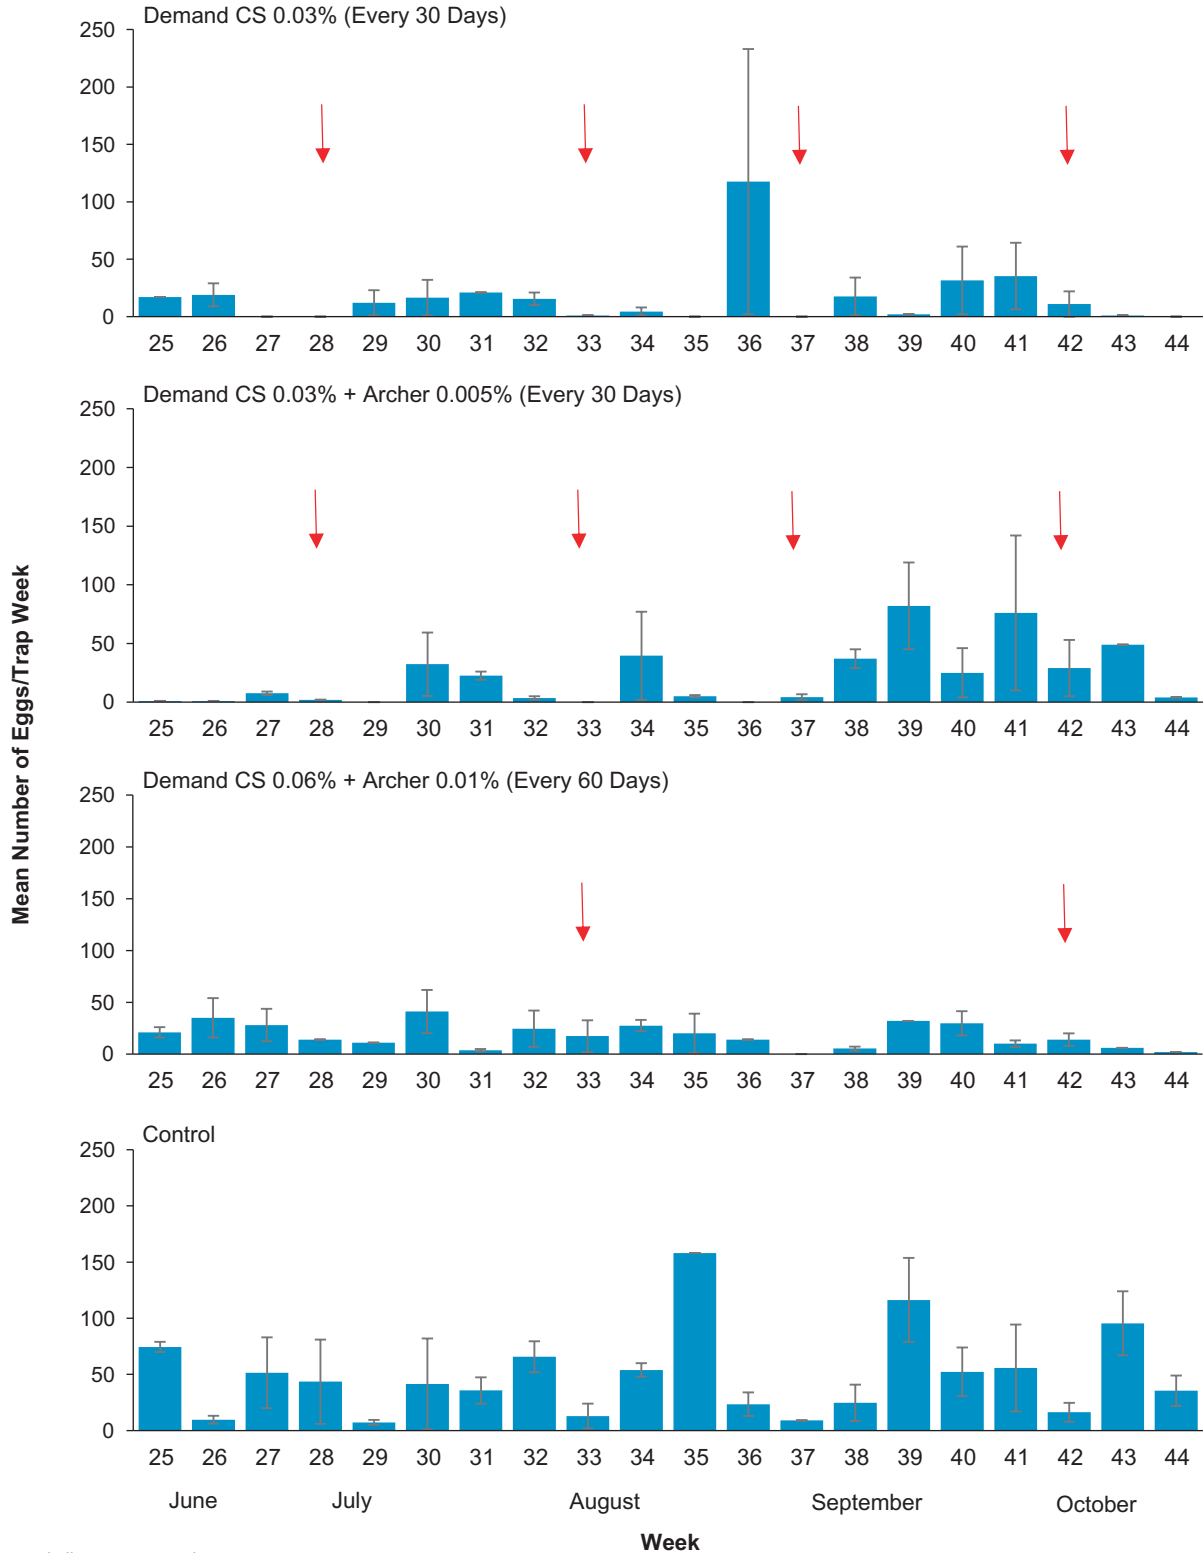 Demand CS 0.03% (Every 30 Days)
250
200
150
100
50
0
25 26 27 28 29 30 31 32 33 34 35 36 37 38 39 40 41 42 43 44
Demand CS 0.03% + Archer 0.005% (Every 30 Days)
250
200
150
100
50
0
25 26 27 28 29 30 31 32 33 34 35 36 37 38 39 40 41 42 43 44
Mean Number of Eggs/Trap Week
Demand CS 0.06% + Archer 0.01% (Every 60 Days)
250
200
150
100
50
0
25 26 27 28 29 30 31 32 33 34 35 36 37 38 39 40 41 42 43 44
Control
250
200
150
100
50
0
25 26 27 28 29 30 31 32 33 34 35 36 37 38 39 40 41 42 43 44
June July August September October
Week